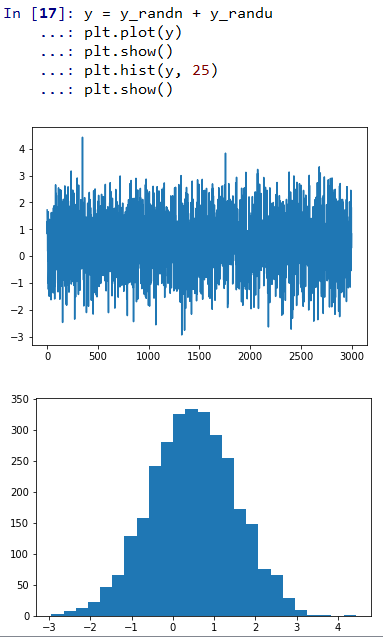 In [17]: y = y_randn + y_randu
...: plt.plot(y)
...: plt.show()
...: plt.hist(y, 25)
...: plt.show()
4
3
2
1
0
−1
−2
−3
0 500 1000 1500 2000 2500 3000
350
300
250
200
150
100
50
0
−3 −2 −1 0 1 2 3 4